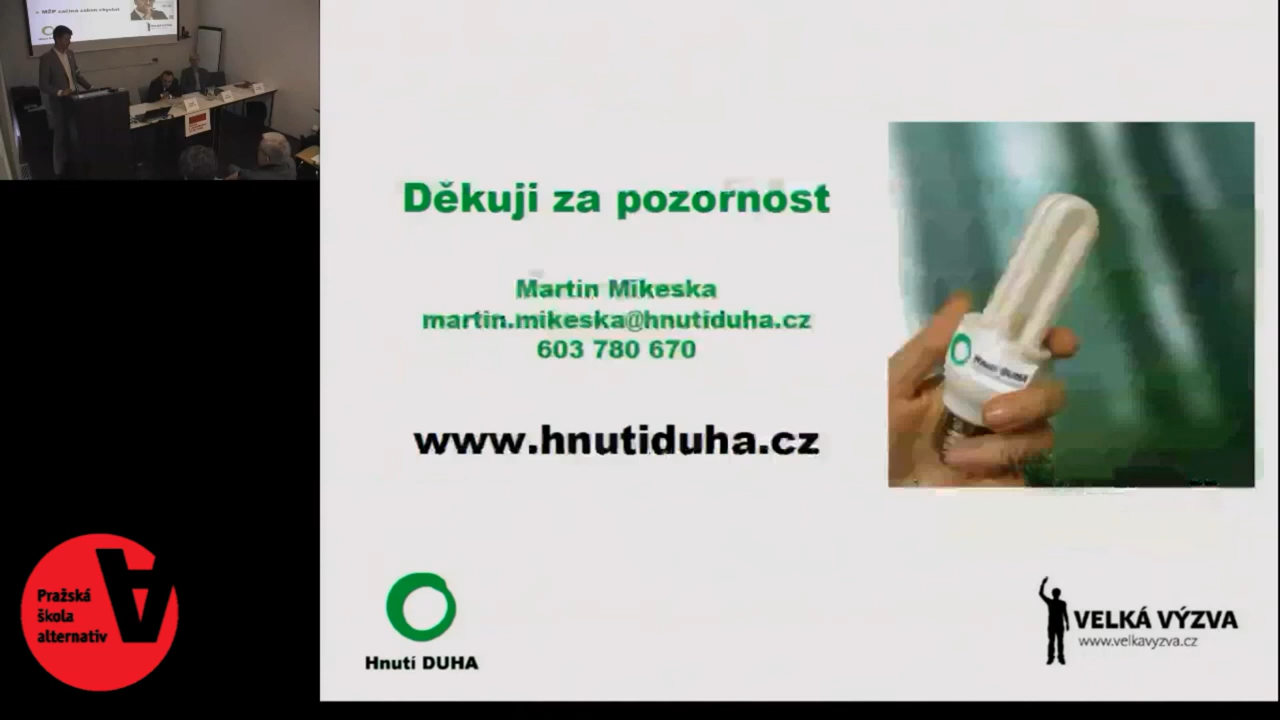 Děkuji za pozornost
Martin Mikeska
martin.mikeska@hnutiduha.cz
603 780 670
www.hnutiduha.cz
Hnutí DUHA
VELKÁ VÝZVA
www.velkavyzva.cz
Pražská
škola
alternativ